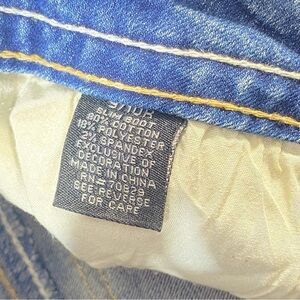 SLIM BOOT
80% COTTON
18% POLYESTER
2% SPANDEX
EXCLUSIVE OF
DECORATION
MADE IN CHINA
RN#70829
SEE REVERSE
FOR CARE